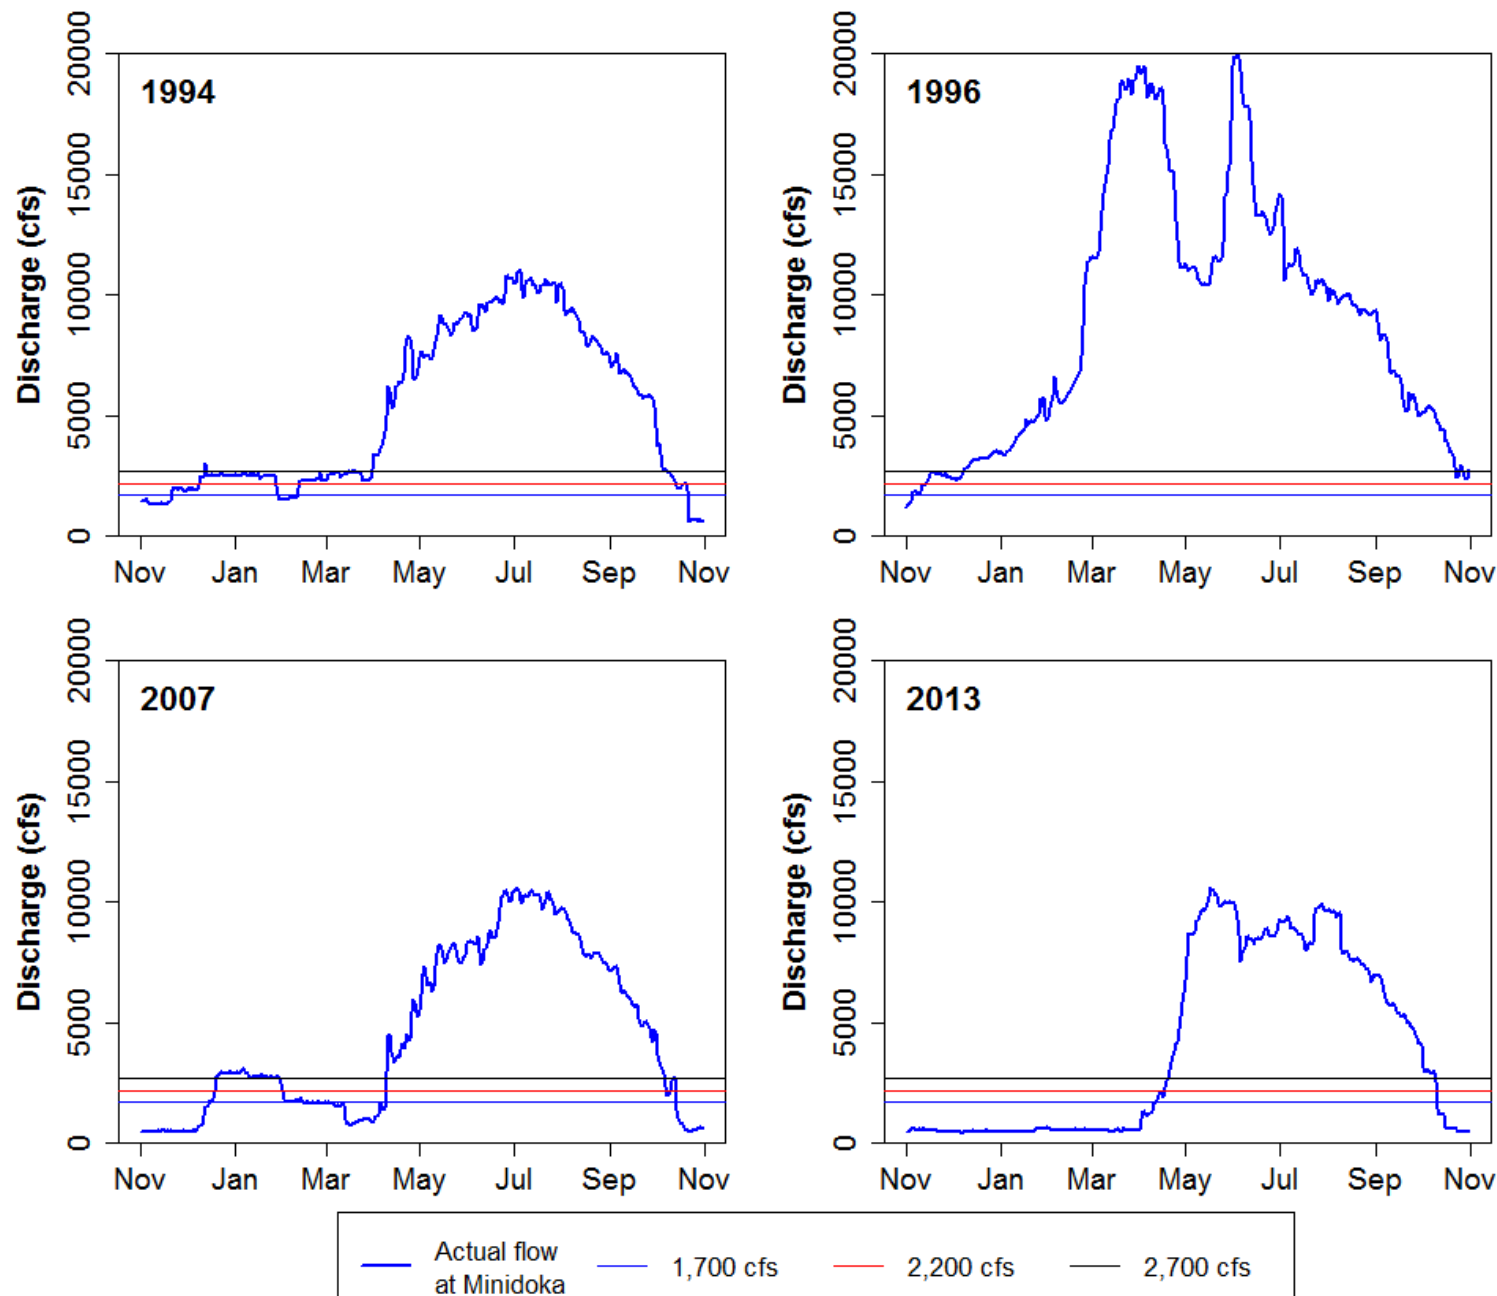 1994
Discharge (cfs)
20000
15000
10000
5000
0
Nov Jan Mar May Jul Sep Nov
1996
Discharge (cfs)
20000
15000
10000
5000
0
Nov Jan Mar May Jul Sep Nov
2007
Discharge (cfs)
20000
15000
10000
5000
0
Nov Jan Mar May Jul Sep Nov
2013
Discharge (cfs)
20000
15000
10000
5000
0
Nov Jan Mar May Jul Sep Nov
Actual flow
at Minidoka
1,700 cfs
2,200 cfs
2,700 cfs